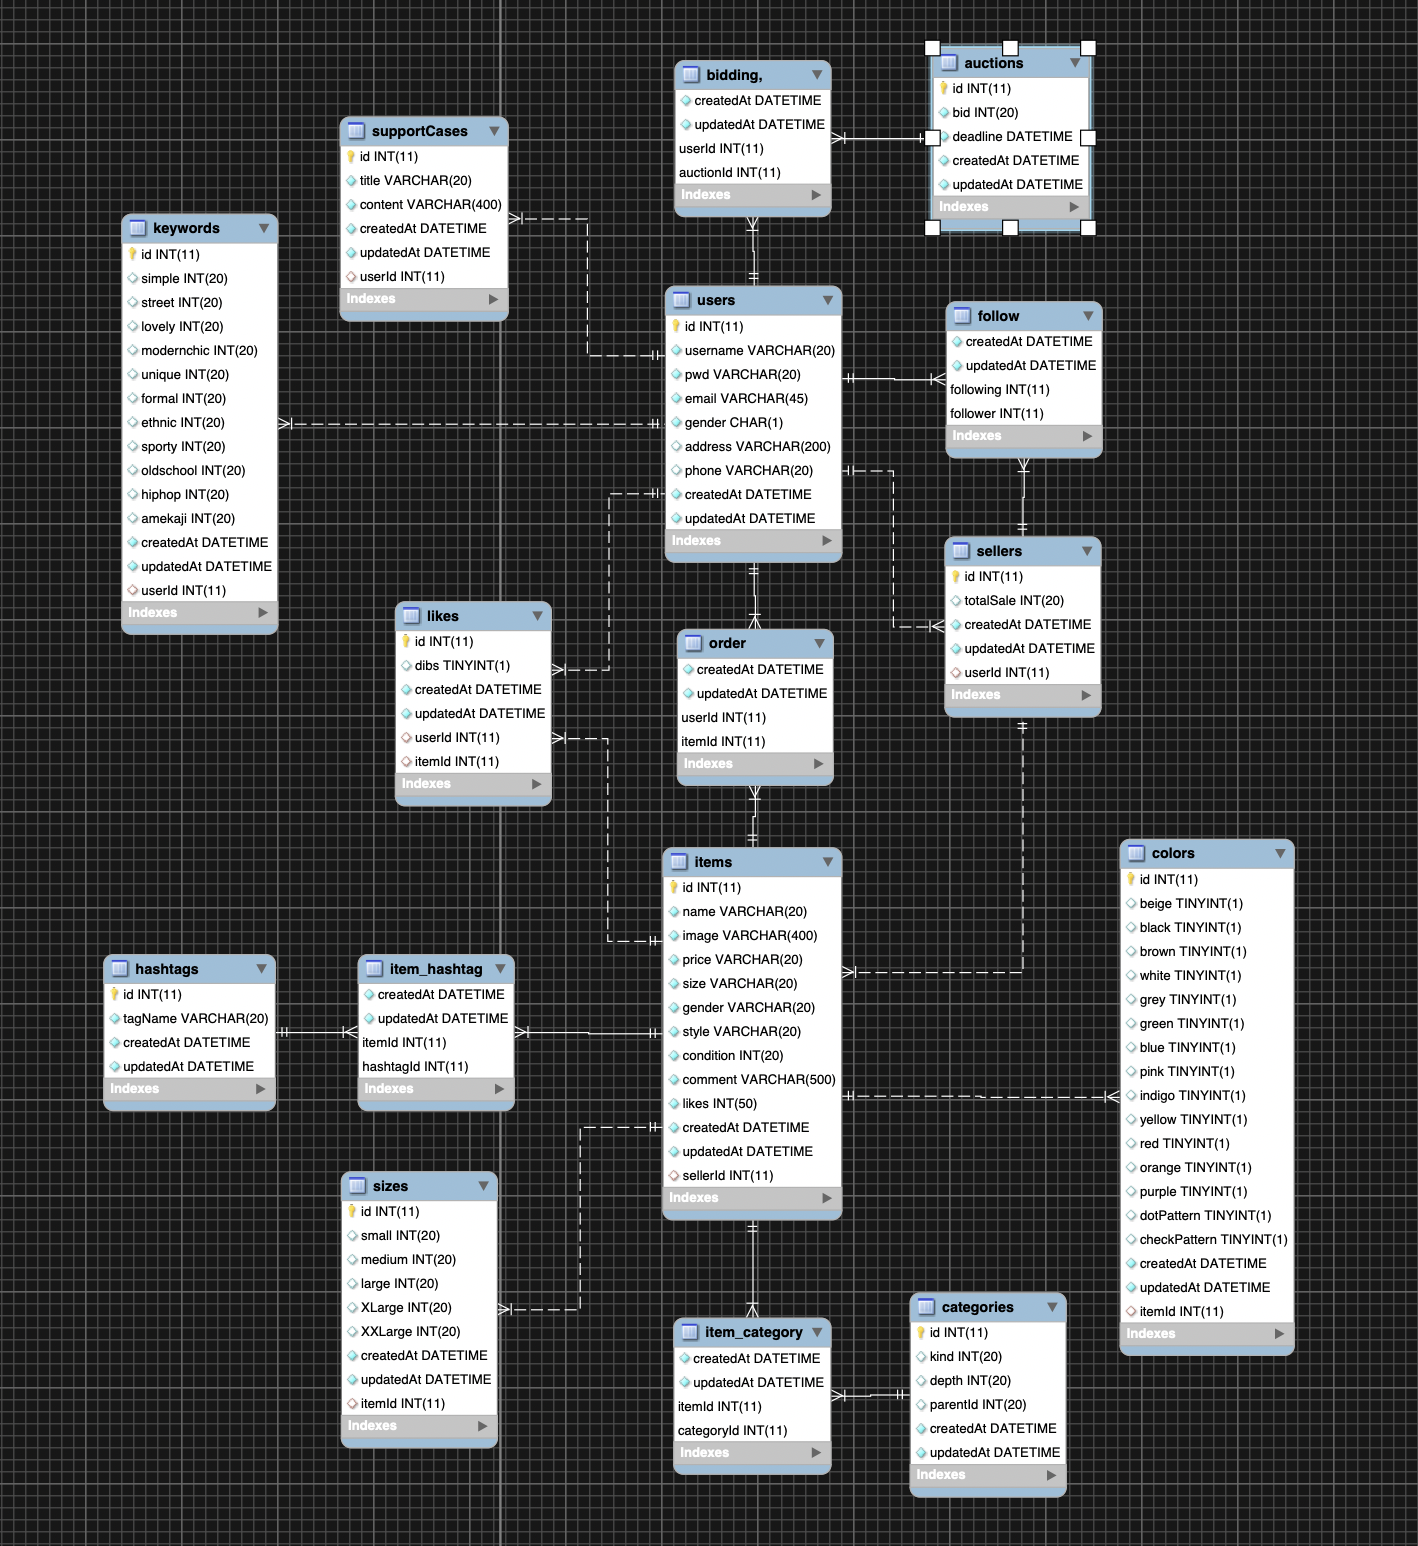 bidding,
createdAt DATETIME
updatedAt DATETIME
userId INT(11)
auctionId INT(11)
Indexes
auctions
id INT(11)
bid INT(20)
deadline DATETIME
createdAt DATETIME
updatedAt DATETIME
Indexes
supportCases
id INT(11)
title VARCHAR(20)
content VARCHAR(400)
createdAt DATETIME
updatedAt DATETIME
userId INT(11)
Indexes
keywords
id INT(11)
simple INT(20)
street INT(20)
lovely INT(20)
modernchic INT(20)
unique INT(20)
formal INT(20)
ethnic INT(20)
sporty INT(20)
oldschool INT(20)
hiphop INT(20)
amekaji INT(20)
createdAt DATETIME
updatedAt DATETIME
userId INT(11)
Indexes
users
id INT(11)
username VARCHAR(20)
pwd VARCHAR(20)
email VARCHAR(45)
gender CHAR(1)
address VARCHAR(200)
phone VARCHAR(20)
createdAt DATETIME
updatedAt DATETIME
Indexes
follow
createdAt DATETIME
updatedAt DATETIME
following INT(11)
follower INT(11)
Indexes
sellers
id INT(11)
totalSale INT(20)
createdAt DATETIME
updatedAt DATETIME
userId INT(11)
Indexes
likes
id INT(11)
dibs TINYINT(1)
createdAt DATETIME
updatedAt DATETIME
userId INT(11)
itemId INT(11)
Indexes
order
createdAt DATETIME
updatedAt DATETIME
userId INT(11)
itemId INT(11)
Indexes
items
id INT(11)
name VARCHAR(20)
image VARCHAR(400)
price VARCHAR(20)
size VARCHAR(20)
gender VARCHAR(20)
style VARCHAR(20)
condition INT(20)
comment VARCHAR(500)
likes INT(50)
createdAt DATETIME
updatedAt DATETIME
sellerId INT(11)
Indexes
colors
id INT(11)
beige TINYINT(1)
black TINYINT(1)
brown TINYINT(1)
white TINYINT(1)
grey TINYINT(1)
green TINYINT(1)
blue TINYINT(1)
pink TINYINT(1)
indigo TINYINT(1)
yellow TINYINT(1)
red TINYINT(1)
orange TINYINT(1)
purple TINYINT(1)
dotPattern TINYINT(1)
checkPattern TINYINT(1)
createdAt DATETIME
updatedAt DATETIME
itemId INT(11)
Indexes
hashtags
id INT(11)
tagName VARCHAR(20)
createdAt DATETIME
updatedAt DATETIME
Indexes
item_hashtag
createdAt DATETIME
updatedAt DATETIME
itemId INT(11)
hashtagId INT(11)
Indexes
sizes
id INT(11)
small INT(20)
medium INT(20)
large INT(20)
XLarge INT(20)
XXLarge INT(20)
createdAt DATETIME
updatedAt DATETIME
itemId INT(11)
Indexes
item_category
createdAt DATETIME
updatedAt DATETIME
itemId INT(11)
categoryId INT(11)
Indexes
categories
id INT(11)
kind INT(20)
depth INT(20)
parentId INT(20)
createdAt DATETIME
updatedAt DATETIME
Indexes